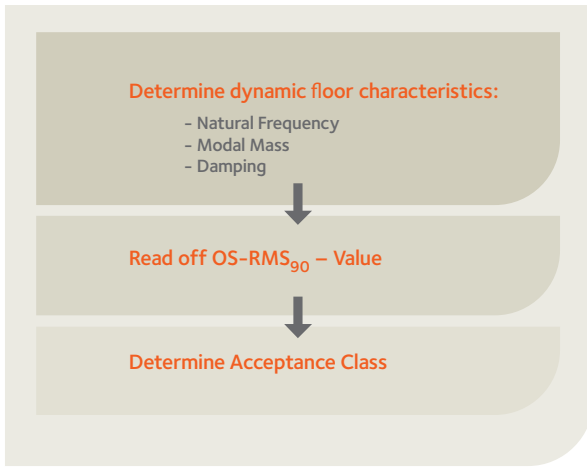 Determine dynamic floor characteristics:
- Natural Frequency
- Modal Mass
- Damping
Read off OS-RMS90 – Value
Determine Acceptance Class